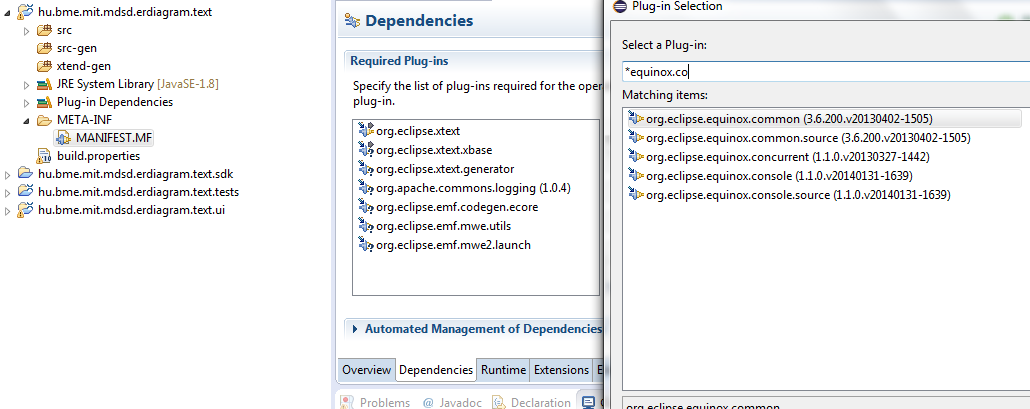 hu.bme.mit.mdsd.erdiagram.text
src
src-gen
xtend-gen
JRE System Library [JavaSE-1.8]
Plug-in Dependencies
META-INF
MANIFEST.MF
build.properties
hu.bme.mit.mdsd.erdiagram.text.sdk
hu.bme.mit.mdsd.erdiagram.text.tests
hu.bme.mit.mdsd.erdiagram.text.ui
Dependencies
Required Plug-ins
Specify the list of plug-ins required for the oper
plug-in.
org.eclipse.xtext
org.eclipse.xtext.xbase
org.eclipse.xtext.generator
org.apache.commons.logging (1.0.4)
org.eclipse.emf.codegen.ecore
org.eclipse.emf.mwe.utils
org.eclipse.emf.mwe2.launch
Automated Management of Dependencies
Overview Dependencies Runtime Extensions E
Problems @ Javadoc Declaration
Plug-in Selection
Select a Plug-in:
*equinox.co
Matching items:
org.eclipse.equinox.common (3.6.200.v20130402-1505)
org.eclipse.equinox.common.source (3.6.200.v20130402-1505)
org.eclipse.equinox.concurrent (1.1.0.v20130327-1442)
org.eclipse.equinox.console (1.1.0.v20140131-1639)
org.eclipse.equinox.console.source (1.1.0.v20140131-1639)
org.eclipse.equinox.common